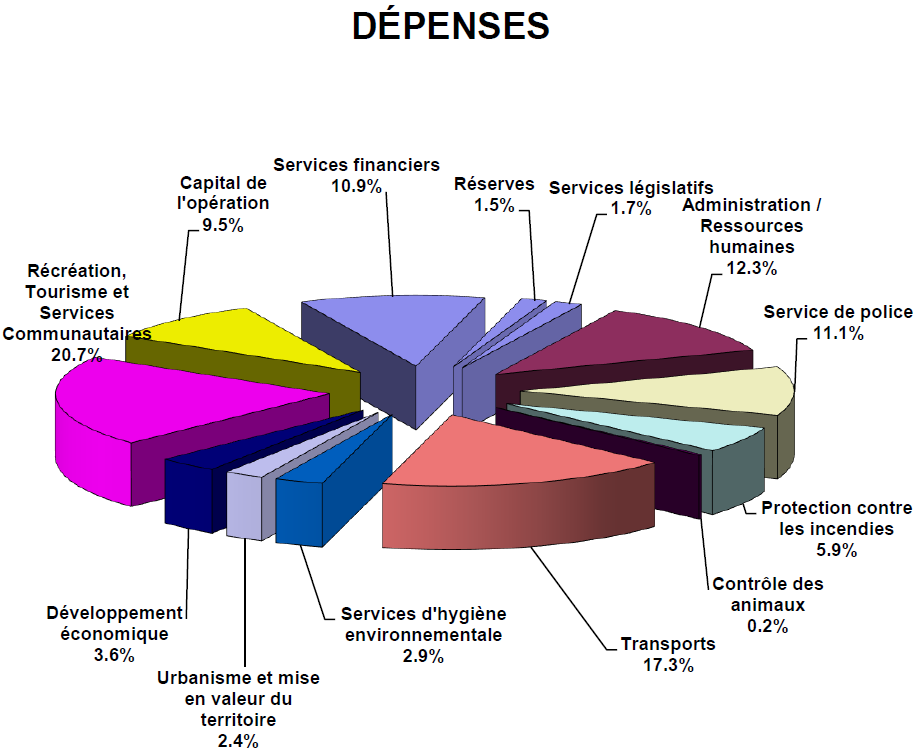 DÉPENSES
Services financiers
10.9%
Réserves
1.5%
Services législatifs
1.7%
Administration /
Ressources
humaines
12.3%
Service de police
11.1%
Protection contre
les incendies
5.9%
Contrôle des
animaux
0.2%
Transports
17.3%
Services d'hygiène
environnementale
2.9%
Urbanisme et mise
en valeur du
territoire
2.4%
Développement
économique
3.6%
Récréation,
Tourisme et
Services
Communautaires
20.7%
Capital de
l'opération
9.5%